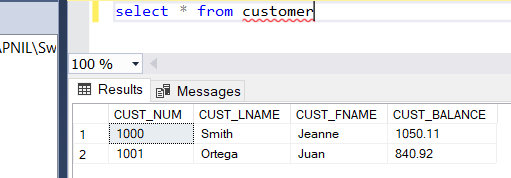 select * from customer
APNIL\Sw
100 %
Results Messages
CUST_NUM CUST_LNAME CUST_FNAME CUST_BALANCE
1 1000 Smith Jeanne 1050.11
2 1001 Ortega Juan 840.92